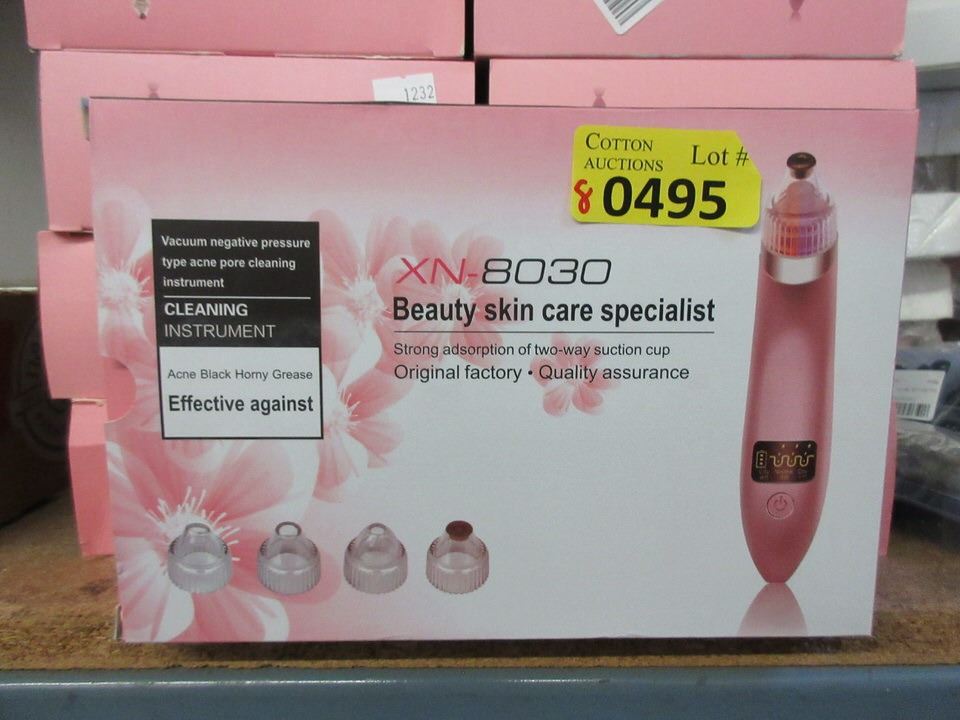 1232
COTTON
AUCTIONS Lot #
8 0495
Vacuum negative pressure
type acne pore cleaning
instrument
CLEANING
INSTRUMENT
Acne Black Horny Grease
Effective against
XN-8030
Beauty skin care specialist
Strong adsorption of two-way suction cup
Original factory • Quality assurance